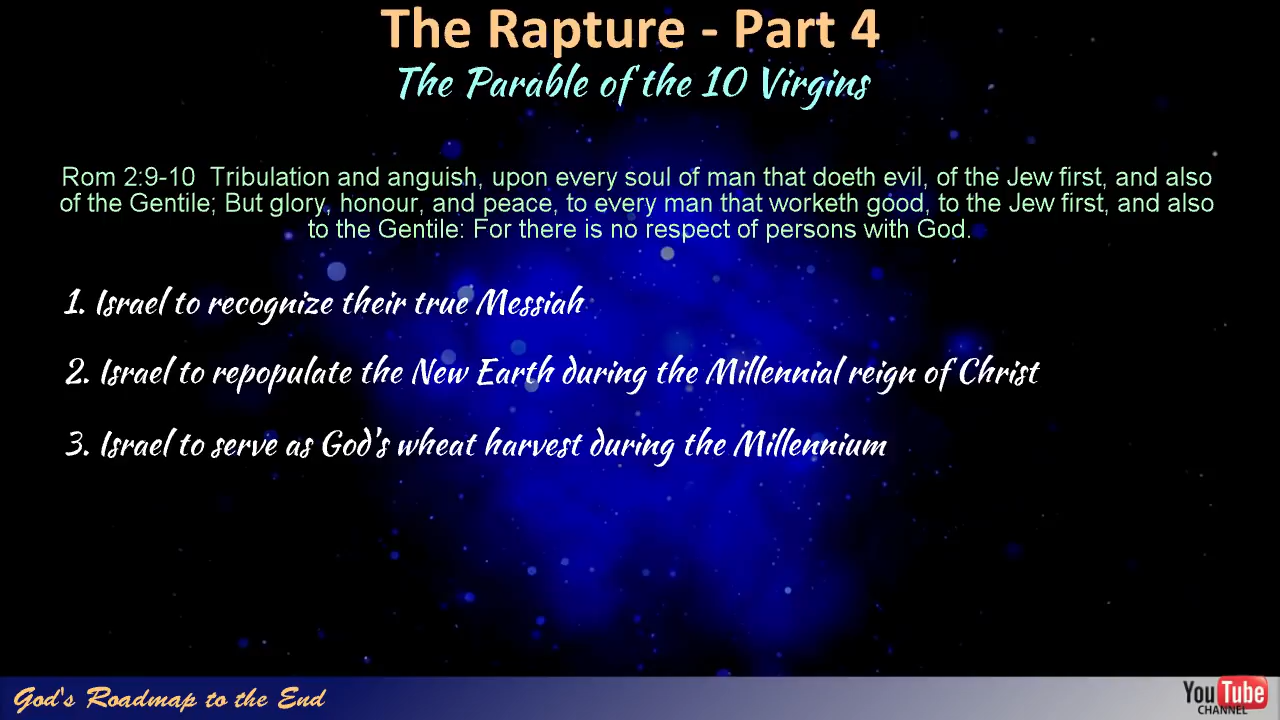 The Rapture - Part 4
The Parable of the 10 Virgins
Rom 2:9-10  Tribulation and anguish, upon every soul of man that doeth evil, of the Jew first, and also
of the Gentile; But glory, honour, and peace, to every man that worketh good, to the Jew first, and also
to the Gentile: For there is no respect of persons with God.
1. Israel to recognize their true Messiah
2. Israel to repopulate the New Earth during the Millennial reign of Christ
3. Israel to serve as God's wheat harvest during the Millennium
God's Roadmap to the End
YouTube
CHANNEL